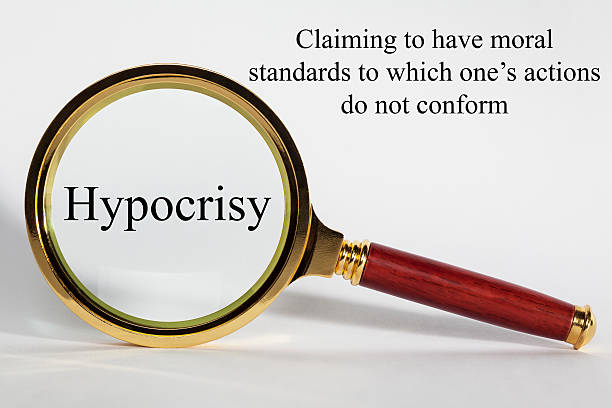 Claiming to have moral
standards to which one's actions
do not conform
Hypocrisy